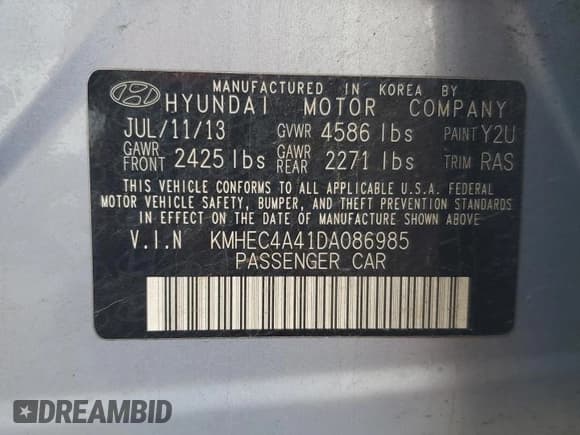 MANUFACTURED IN KOREA BY
HYUNDAI MOTOR COMPANY
JUL/11/13 GVWR 4586 lbs PAINT Y2U
GAWR FRONT 2425 lbs GAWR REAR 2271 lbs TRIM RAS
THIS VEHICLE CONFORMS TO ALL APPLICABLE U.S.A. FEDERAL
MOTOR VEHICLE SAFETY, BUMPER, AND THEFT PREVENTION STANDARDS
IN EFFECT ON THE DATE OF MANUFACTURE SHOWN ABOVE
V.I.N KMHEC4A41DA086985
PASSENGER CAR
DREAMBID